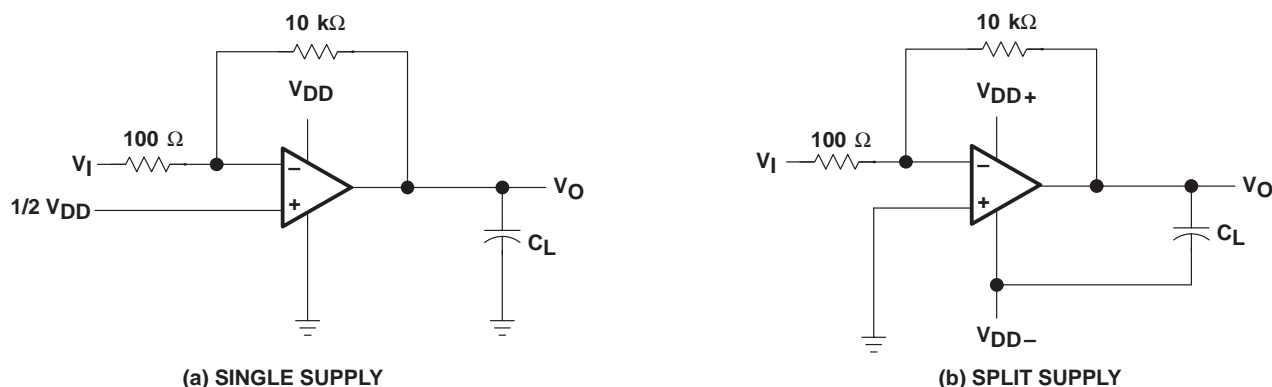 10 kΩ
VDD
100 Ω
VI
−
+
1/2 VDD
VO
CL
(a) SINGLE SUPPLY
10 kΩ
VDD+
100 Ω
VI
−
+
VO
CL
VDD−
(b) SPLIT SUPPLY